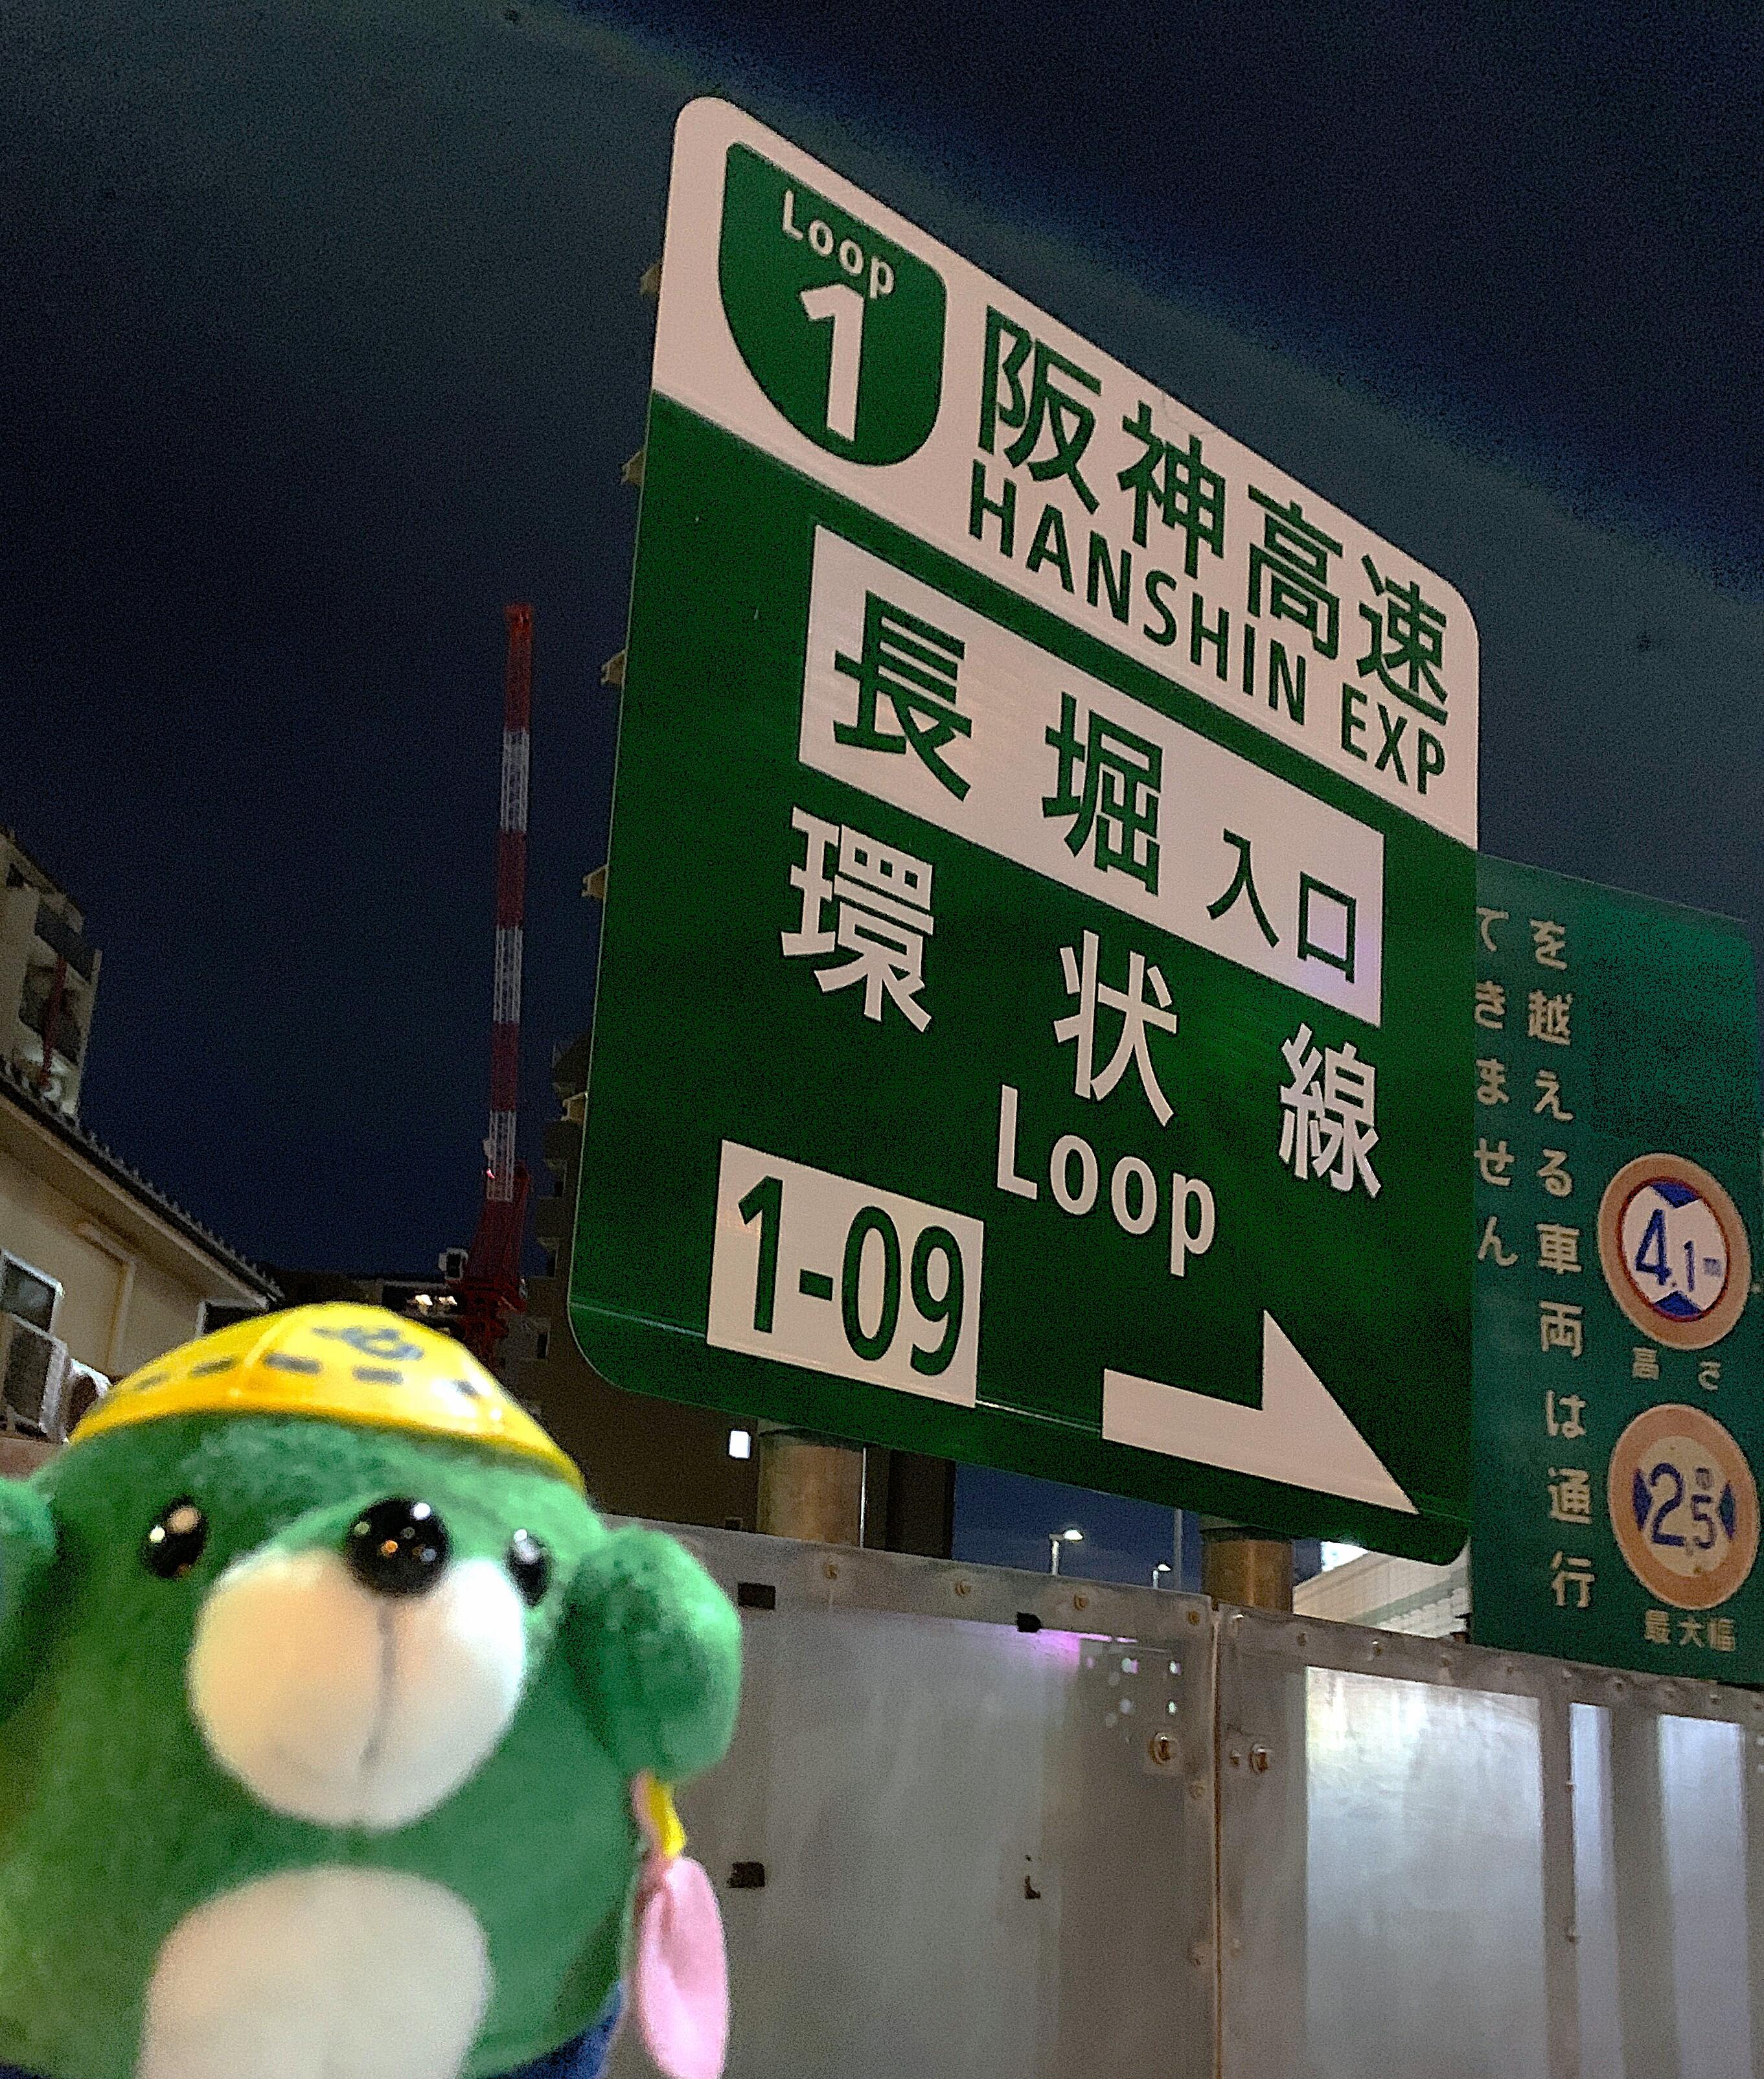 Loop
1
阪神高速
HANSHIN EXP
長堀入口
環状線
Loop
1-09
を越える車両は通行
てきません
4.1m
高さ
2.5m
最大幅